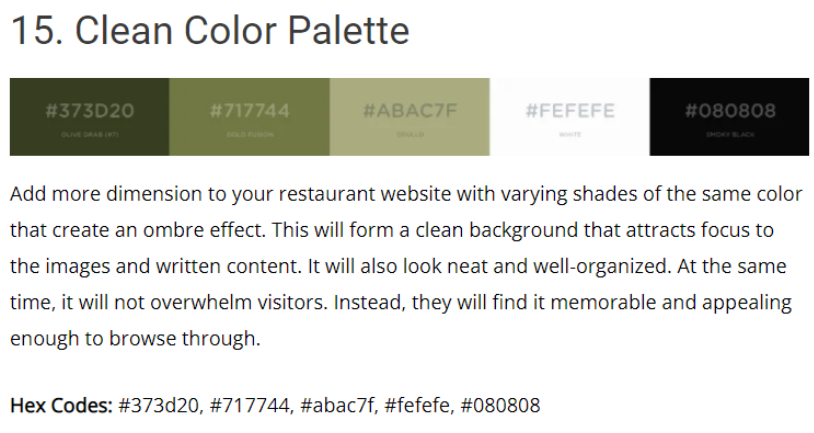 15. Clean Color Palette
#373D20 #717744 #ABAC7F #FEFEFE #080808
OLIVE DRAB (#7) GOLD FUSION WHITE SMOKY BLACK
Add more dimension to your restaurant website with varying shades of the same color
that create an ombre effect. This will form a clean background that attracts focus to
the images and written content. It will also look neat and well-organized. At the same
time, it will not overwhelm visitors. Instead, they will find it memorable and appealing
enough to browse through.
Hex Codes: #373d20, #717744, #abac7f, #fefefe, #080808